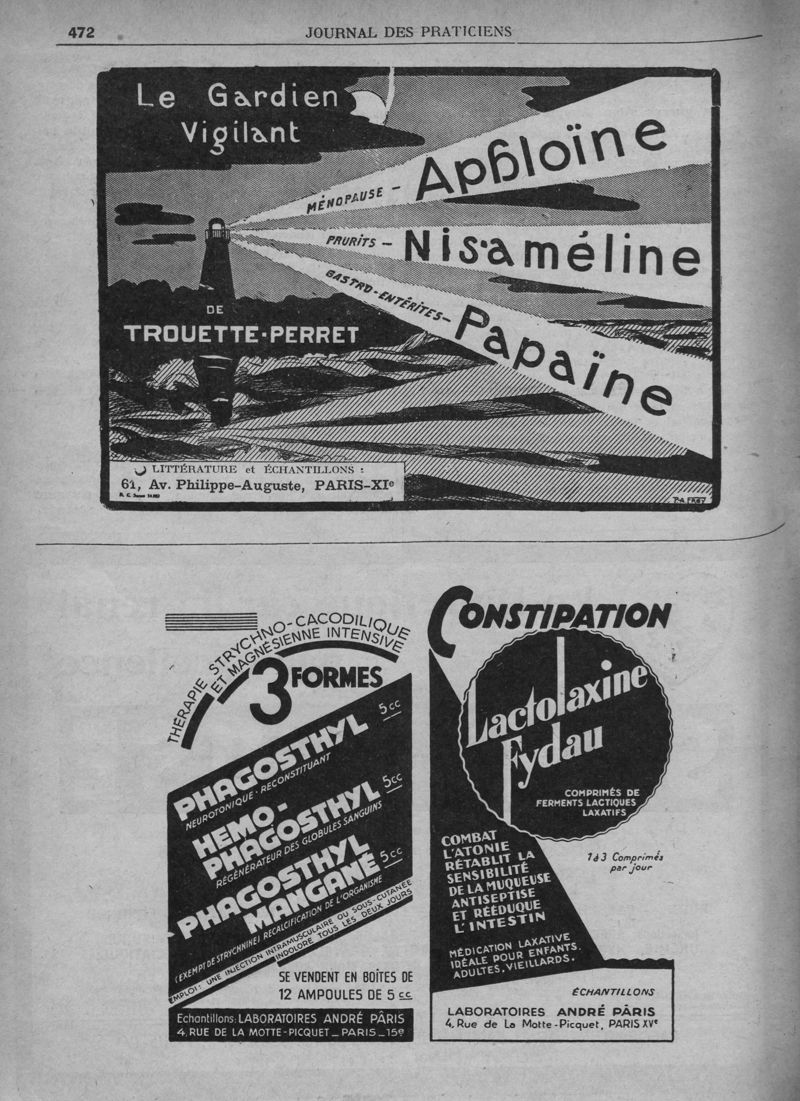 472
JOURNAL DES PRATICIENS
Le Gardien
Vigilant
MÉNOPAUSE - Aphloïne
PRURITS - Nisaméline
GASTRO-ENTÉRITES - Papaïne
DE
TROUETTE-PERRET
LITTÉRATURE et ÉCHANTILLONS :
61, Av. Philippe-Auguste, PARIS-XIe
THÉRAPIE STRYCHNO-CACODILIQUE
ET MAGNÉSIENNE INTENSIVE
3 FORMES
PHAGOSTHYL 5cc
NEUROTONIQUE - RECONSTITUANT
HEMO-
PHAGOSTHYL 5cc
RÉGÉNÉRATEUR DES GLOBULES SANGUINS
PHAGOSTHYL
MANGANÈ 5cc
(EXEMPT DE STRYCHNINE) RECALCIFICATION DE L'ORGANISME
EMPLOI : UNE INJECTION INTRAMUSCULAIRE OU SOUS-CUTANÉE
INDOLORE TOUS LES DEUX JOURS
SE VENDENT EN BOÎTES DE
12 AMPOULES DE 5 cc
Echantillons: LABORATOIRES ANDRÉ PÂRIS
4, RUE DE LA MOTTE-PICQUET _ PARIS _ 15e
CONSTIPATION
Lactolaxine
Fydau
COMPRIMÉS DE
FERMENTS LACTIQUES
LAXATIFS
1 à 3 Comprimés
par jour
COMBAT
L'ATONIE
RÉTABLIT LA
SENSIBILITÉ
DE LA MUQUEUSE
ANTISEPTISE
ET RÉÉDUQUE
L'INTESTIN
MÉDICATION LAXATIVE
IDÉALE POUR ENFANTS,
ADULTES, VIEILLARDS.
ÉCHANTILLONS
LABORATOIRES ANDRÉ PÂRIS
4, Rue de La Motte-Picquet, PARIS XVe